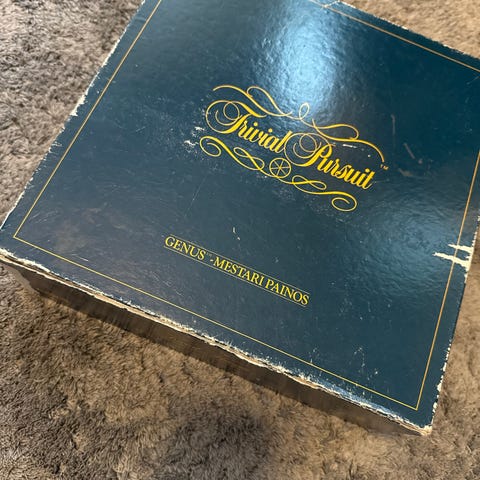 Trivial Pursuit™
GENUS - MESTARI PAINOS